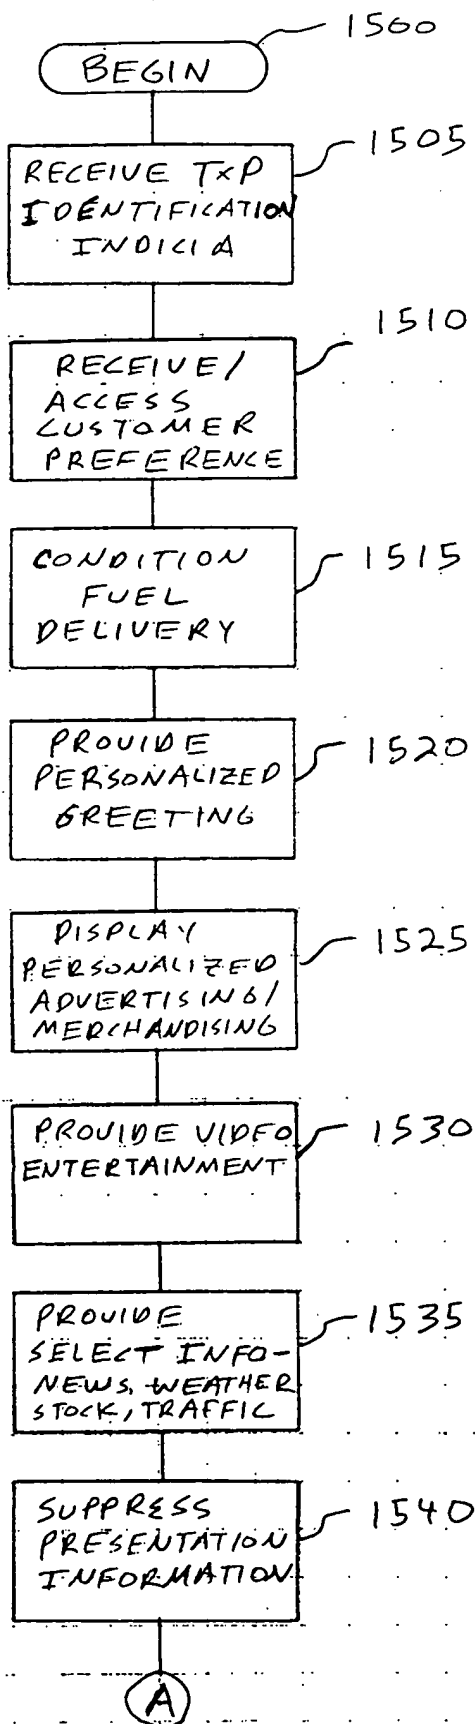 1500
BEGIN
1505
RECEIVE TxP
IDENTIFICATION
INDICIA
1510
RECEIVE/
ACCESS
CUSTOMER
PREFERENCE
1515
CONDITION
FUEL
DELIVERY
1520
PROVIDE
PERSONALIZED
GREETING
1525
DISPLAY
PERSONALIZED
ADVERTISING/
MERCHANDISING
1530
PROVIDE VIDEO
ENTERTAINMENT
1535
PROVIDE
SELECT INFO-
NEWS, WEATHER
STOCK, TRAFFIC
1540
SUPPRESS
PRESENTATION
INFORMATION
A